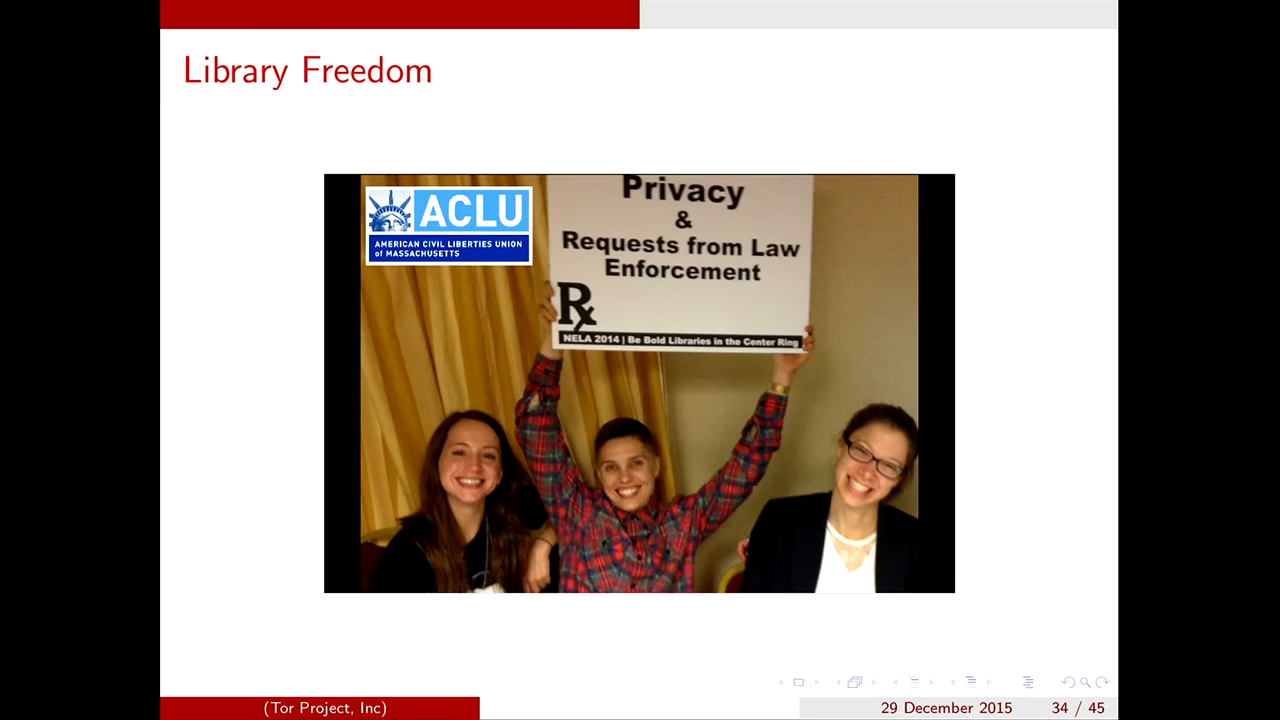 Library Freedom
ACLU
AMERICAN CIVIL LIBERTIES UNION
of MASSACHUSETTS
Privacy
&
Requests from Law
Enforcement
Rx
NELA 2014 | Be Bold Libraries in the Center Ring
(Tor Project, Inc)
29 December 2015
34 / 45